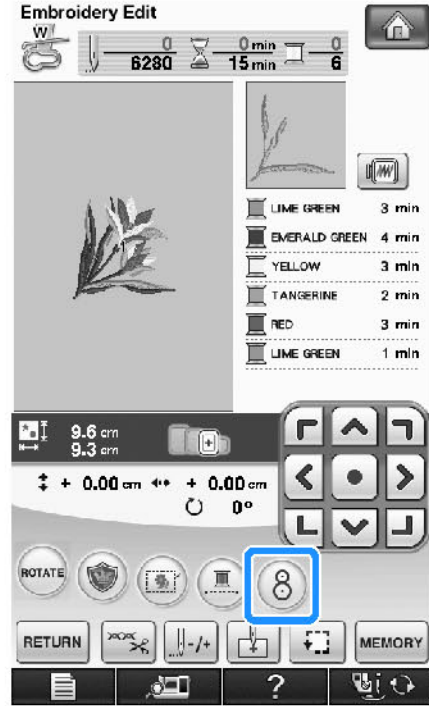 Embroidery Edit
W
0 0 min 0
6280 15 min 6
LIME GREEN 3 min
EMERALD GREEN 4 min
YELLOW 3 min
TANGERINE 2 min
RED 3 min
LIME GREEN 1 min
9.6 cm
9.3 cm
+ 0.00 cm + 0.00 cm
0°
ROTATE
8
RETURN -/+ MEMORY
?